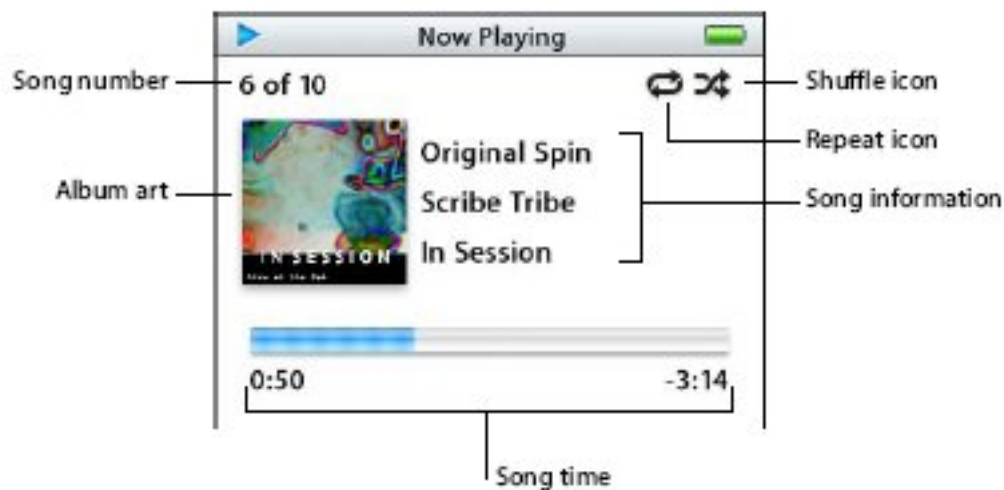 Now Playing
Song number
6 of 10
Shuffle icon
Repeat icon
Album art
Original Spin
Scribe Tribe
In Session
Song information
IN SESSION
0:50
-3:14
Song time